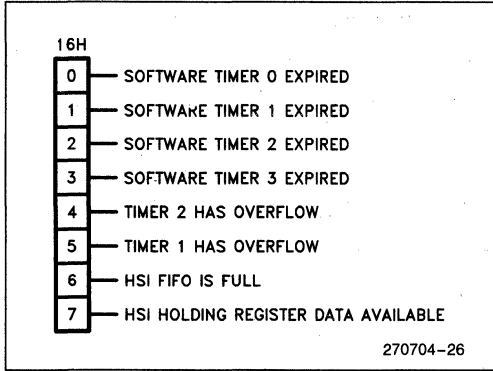 16H
0 SOFTWARE TIMER 0 EXPIRED
1 SOFTWARE TIMER 1 EXPIRED
2 SOFTWARE TIMER 2 EXPIRED
3 SOFTWARE TIMER 3 EXPIRED
4 TIMER 2 HAS OVERFLOW
5 TIMER 1 HAS OVERFLOW
6 HSI FIFO IS FULL
7 HSI HOLDING REGISTER DATA AVAILABLE
270704-26